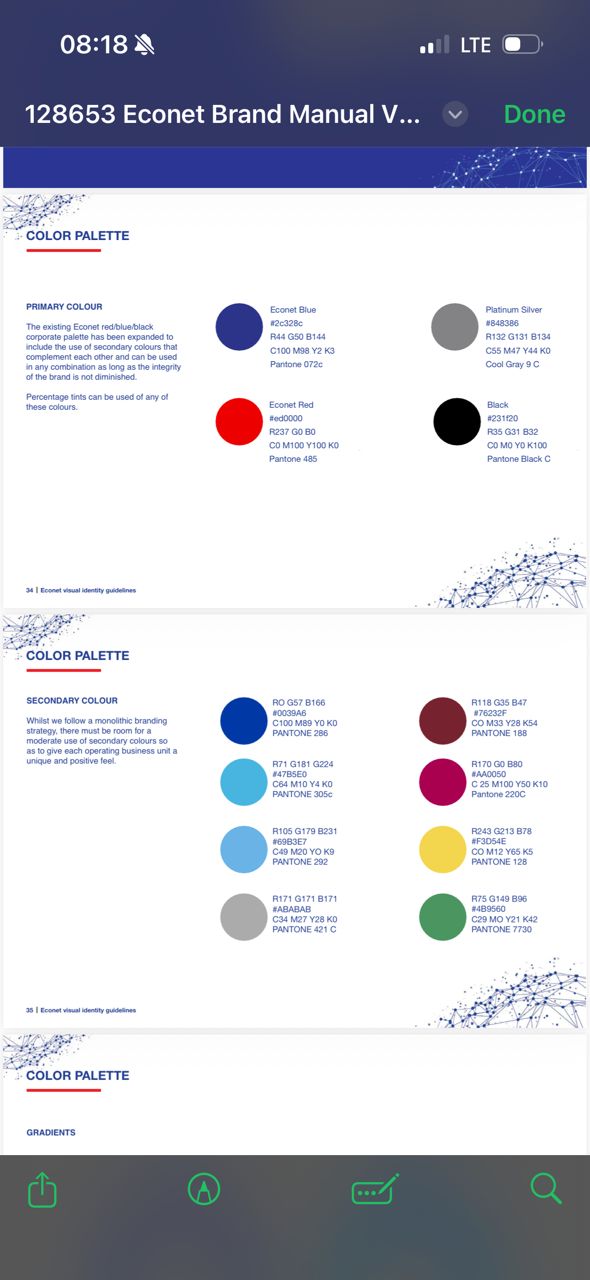 08:18
LTE
128653 Econet Brand Manual V...
Done
COLOR PALETTE
PRIMARY COLOUR
The existing Econet red/blue/black
corporate palette has been expanded to
include the use of secondary colours that
complement each other and can be used
in any combination as long as the integrity
of the brand is not diminished.
Percentage tints can be used of any of
these colours.
Econet Blue
#2c328c
R44 G50 B144
C100 M98 Y2 K3
Pantone 072c
Platinum Silver
#848386
R132 G131 B134
C55 M47 Y44 K0
Cool Gray 9 C
Econet Red
#ed0000
R237 G0 B0
C0 M100 Y100 K0
Pantone 485
Black
#231f20
R35 G31 B32
C0 M0 Y0 K100
Pantone Black C
34 | Econet visual identity guidelines
COLOR PALETTE
SECONDARY COLOUR
Whilst we follow a monolithic branding
strategy, there must be room for a
moderate use of secondary colours so
as to give each operating business unit a
unique and positive feel.
RO G57 B166
#0039A6
C100 M89 Y0 K0
PANTONE 286
R118 G35 B47
#76232F
CO M33 Y28 K54
PANTONE 188
R71 G181 G224
#47B5E0
C64 M10 Y4 K0
PANTONE 305c
R170 G0 B80
#AA0050
C 25 M100 Y50 K10
Pantone 220C
R105 G179 B231
#69B3E7
C49 M20 YO K9
PANTONE 292
R243 G213 B78
#F3D54E
CO M12 Y65 K5
PANTONE 128
R171 G171 B171
#ABABAB
C34 M27 Y28 K0
PANTONE 421 C
R75 G149 B96
#4B9560
C29 MO Y21 K42
PANTONE 7730
35 | Econet visual identity guidelines
COLOR PALETTE
GRADIENTS